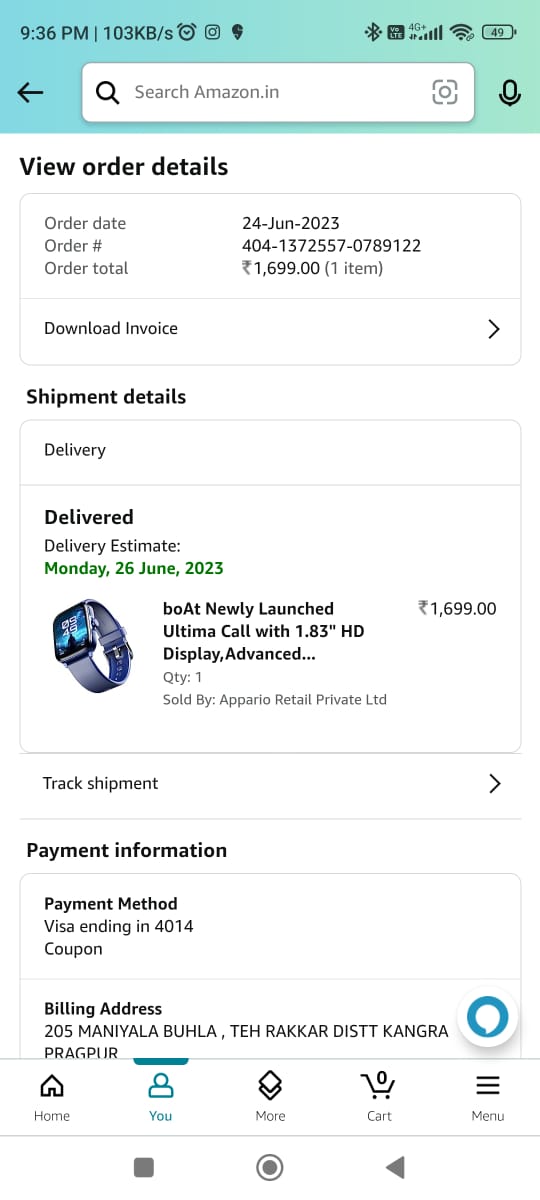 9:36 PM | 103KB/s
Vo LTE
4G+
49
Search Amazon.in
View order details
Order date 24-Jun-2023
Order # 404-1372557-0789122
Order total ₹1,699.00 (1 item)
Download Invoice
Shipment details
Delivery
Delivered
Delivery Estimate:
Monday, 26 June, 2023
boAt Newly Launched ₹1,699.00
Ultima Call with 1.83" HD
Display,Advanced...
Qty: 1
Sold By: Appario Retail Private Ltd
Track shipment
Payment information
Payment Method
Visa ending in 4014
Coupon
Billing Address
205 MANIYALA BUHLA , TEH RAKKAR DISTT KANGRA
PRAGPUR
0
Home You More Cart Menu